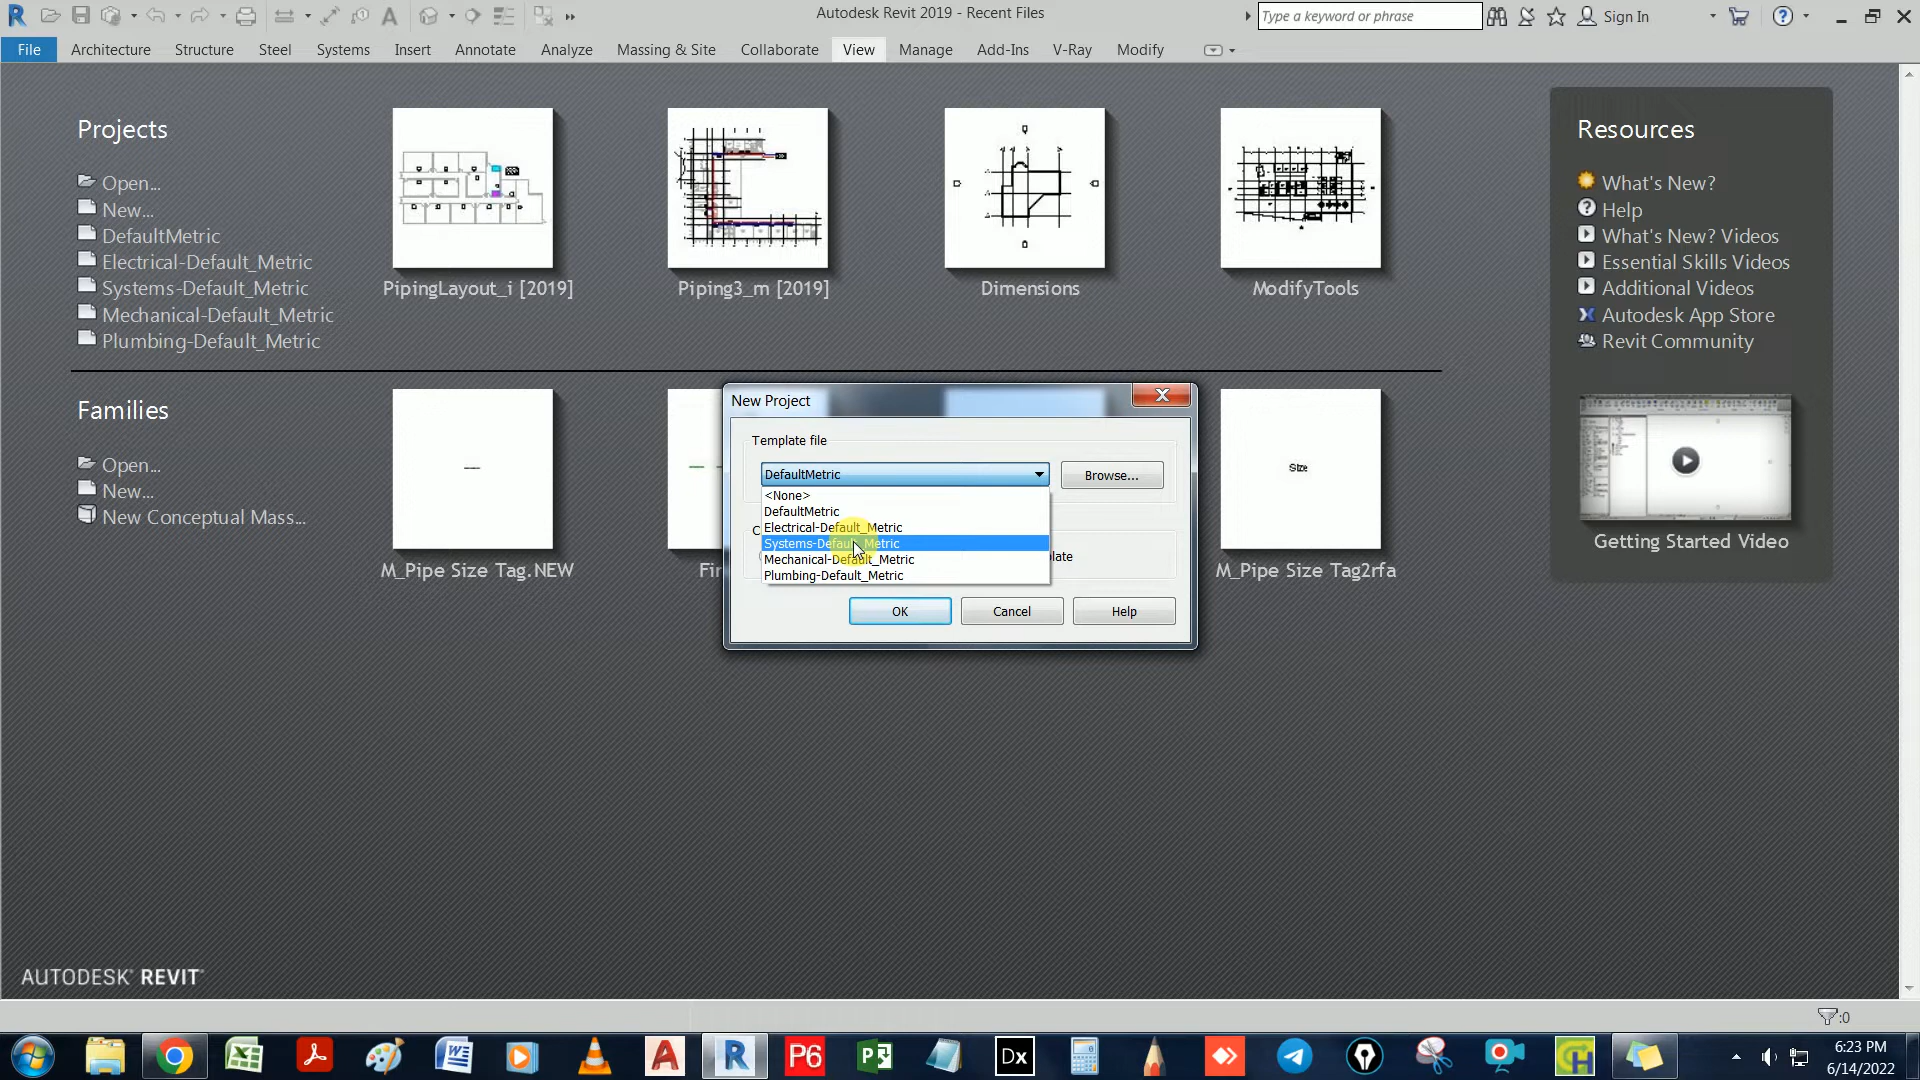 Autodesk Revit 2019 - Recent Files
Type a keyword or phrase
Sign In
File
Architecture
Structure
Steel
Systems
Insert
Annotate
Analyze
Massing & Site
Collaborate
View
Manage
Add-Ins
V-Ray
Modify
Projects
Open...
New...
DefaultMetric
Electrical-Default_Metric
Systems-Default_Metric
Mechanical-Default_Metric
Plumbing-Default_Metric
PipingLayout_i [2019]
Piping3_m [2019]
Dimensions
ModifyTools
Resources
What's New?
Help
What's New? Videos
Essential Skills Videos
Additional Videos
Autodesk App Store
Revit Community
Getting Started Video
Families
Open...
New...
New Conceptual Mass...
M_Pipe Size Tag.NEW
Size
M_Pipe Size Tag2rfa
New Project
Template file
DefaultMetric
Browse...
<None>
DefaultMetric
Electrical-Default_Metric
Systems-Default_Metric
Mechanical-Default_Metric
Plumbing-Default_Metric
OK
Cancel
Help
AUTODESK® REVIT®
:0
P6
Dx
6:23 PM
6/14/2022